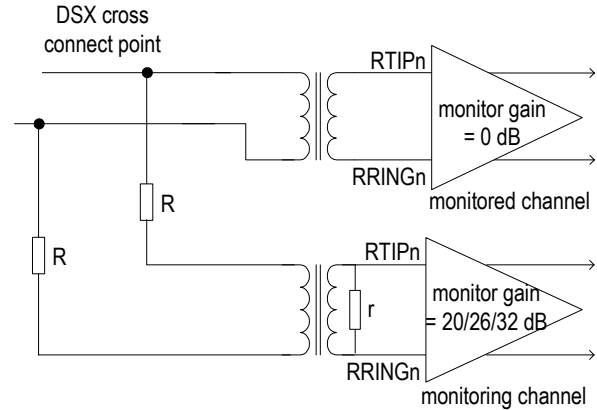 DSX cross
connect point
RTIPn
monitor gain
= 0 dB
RRINGn
monitored channel
R
R
RTIPn
monitor gain
= 20/26/32 dB
r
RRINGn
monitoring channel